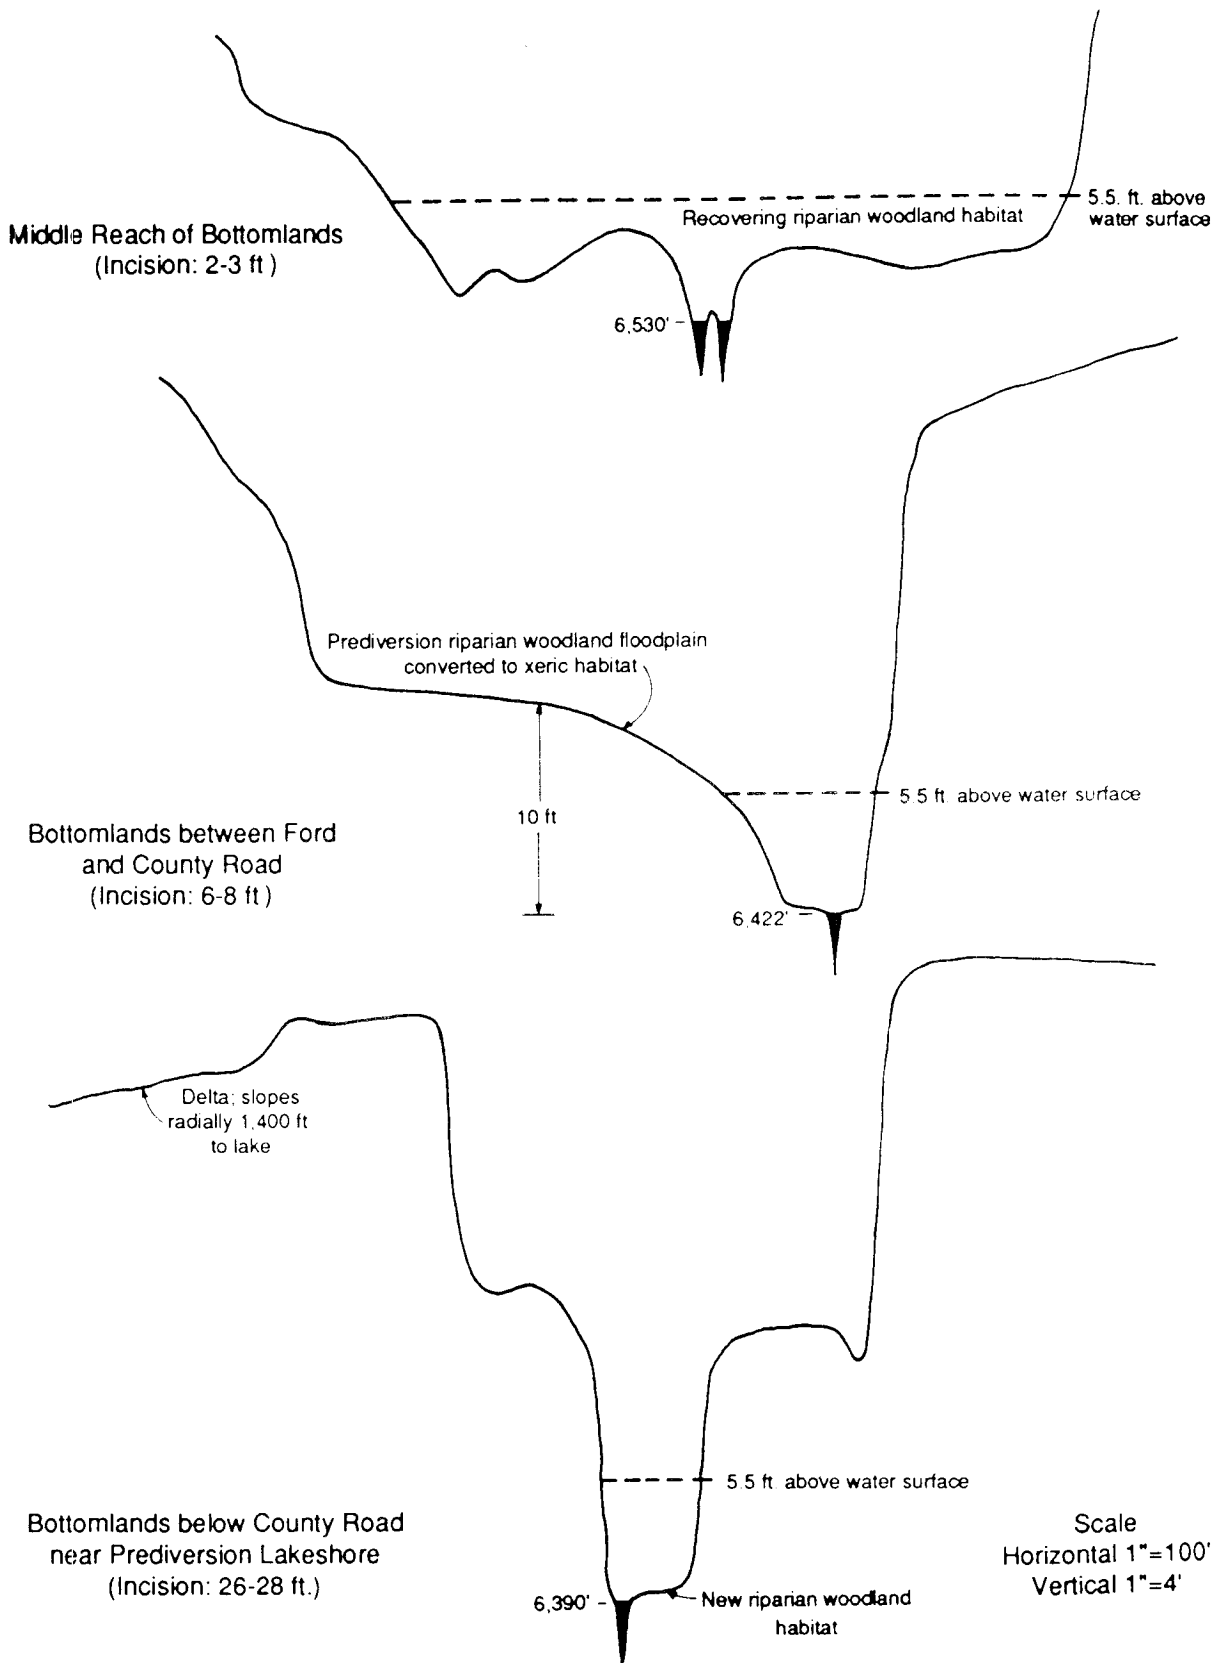 5.5. ft. above
water surface
Recovering riparian woodland habitat
Middle Reach of Bottomlands
(Incision: 2-3 ft )
6,530'
Prediversion riparian woodland floodplain
converted to xeric habitat
10 ft
5.5 ft. above water surface
Bottomlands between Ford
and County Road
(Incision: 6-8 ft )
6,422'
Delta; slopes
radially 1,400 ft
to lake
5.5 ft. above water surface
Bottomlands below County Road
near Prediversion Lakeshore
(Incision: 26-28 ft.)
Scale
Horizontal 1"=100'
Vertical 1"=4'
6,390'
New riparian woodland
habitat